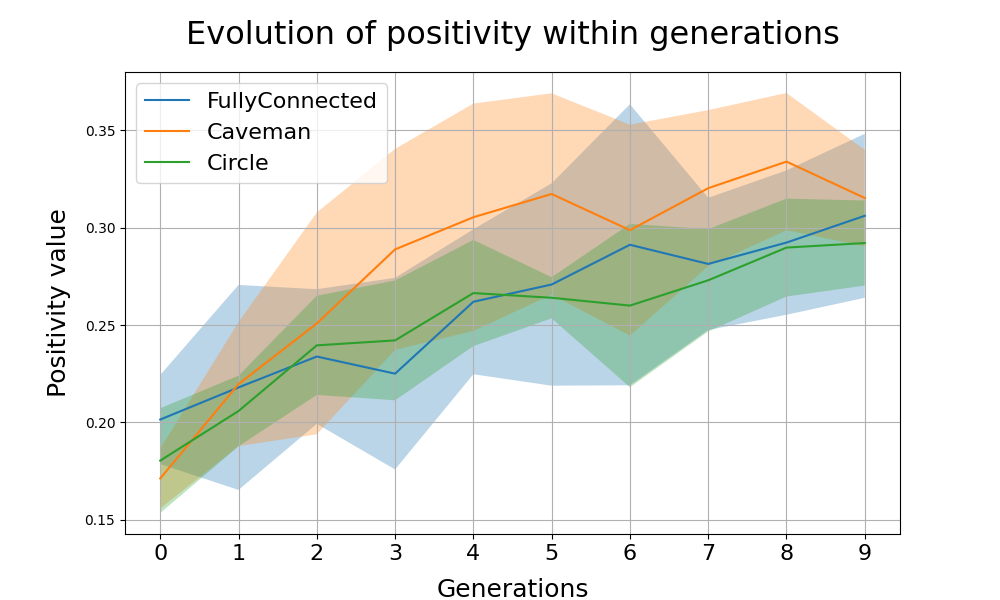 Evolution of positivity within generations
FullyConnected
Caveman
Circle
Positivity value
0.35
0.30
0.25
0.20
0.15
0 1 2 3 4 5 6 7 8 9
Generations